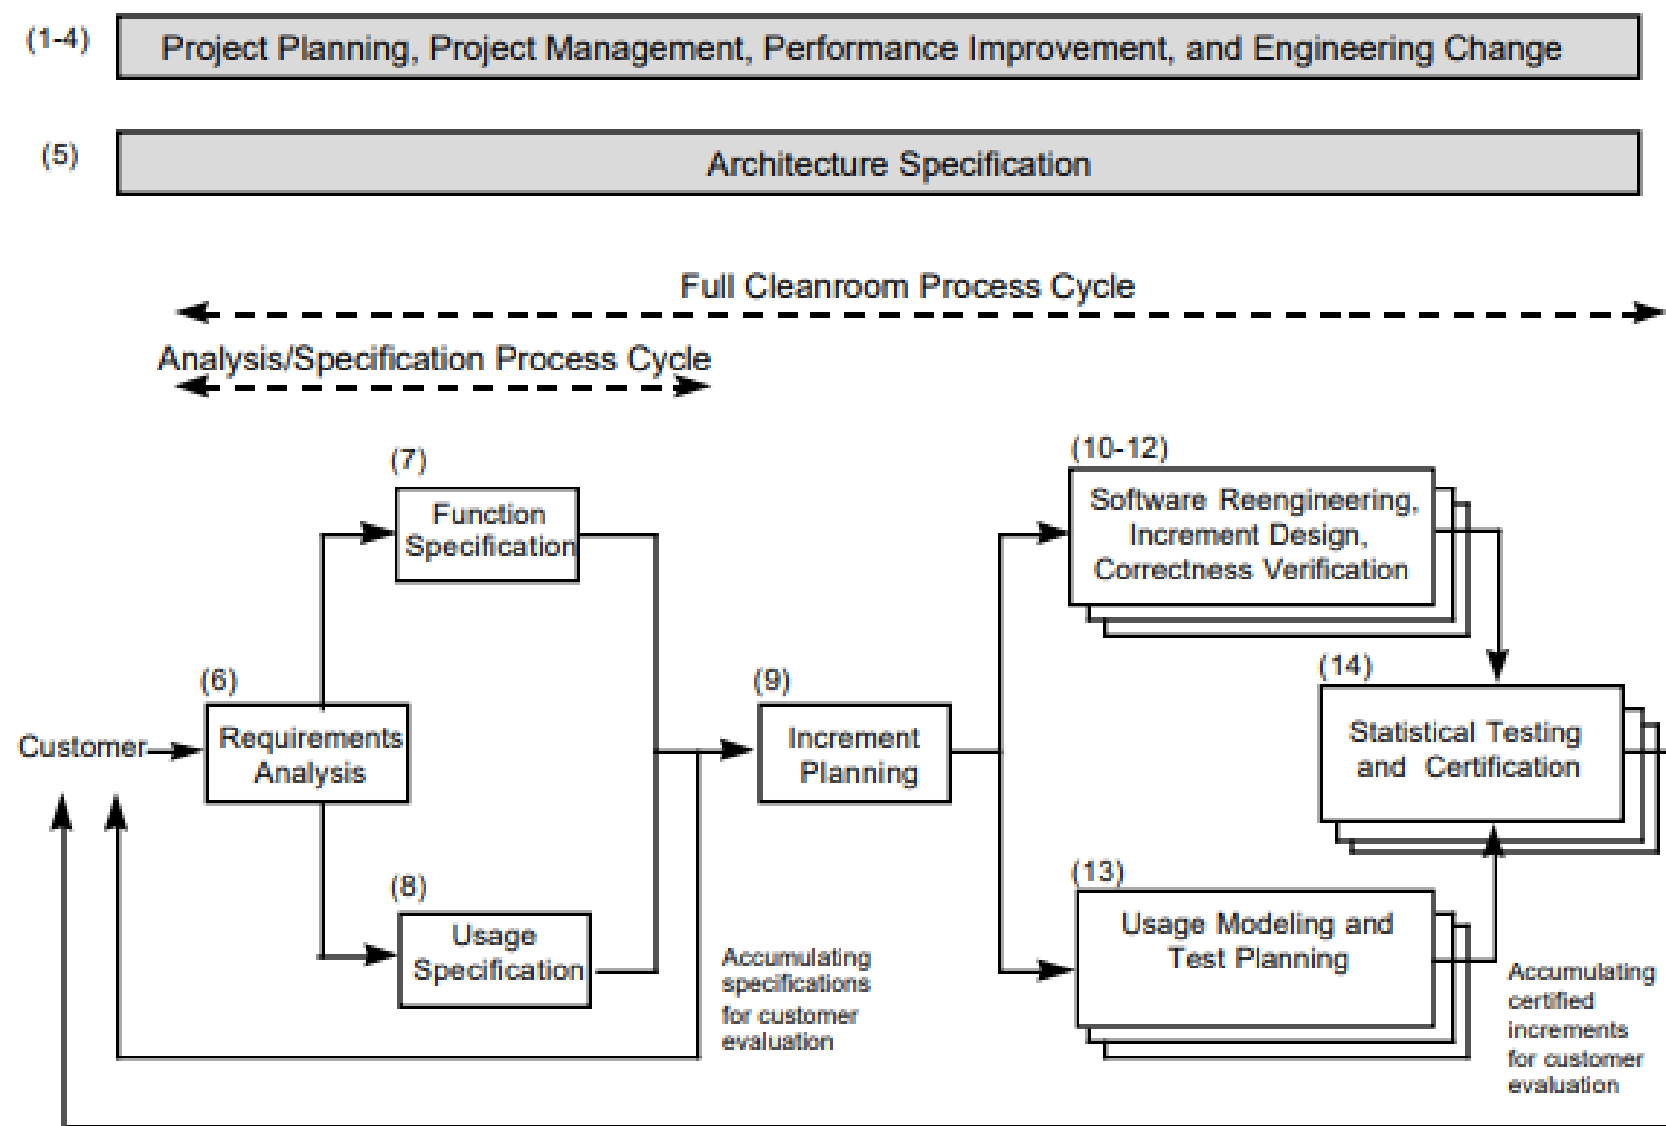 (1-4)
Project Planning, Project Management, Performance Improvement, and Engineering Change
(5)
Architecture Specification
Full Cleanroom Process Cycle
Analysis/Specification Process Cycle
(7)
Function
Specification
(10-12)
Software Reengineering,
Increment Design,
Correctness Verification
(6)
Customer
Requirements
Analysis
(9)
Increment
Planning
(14)
Statistical Testing
and Certification
(8)
Usage
Specification
Accumulating
specifications
for customer
evaluation
(13)
Usage Modeling and
Test Planning
Accumulating
certified
increments
for customer
evaluation